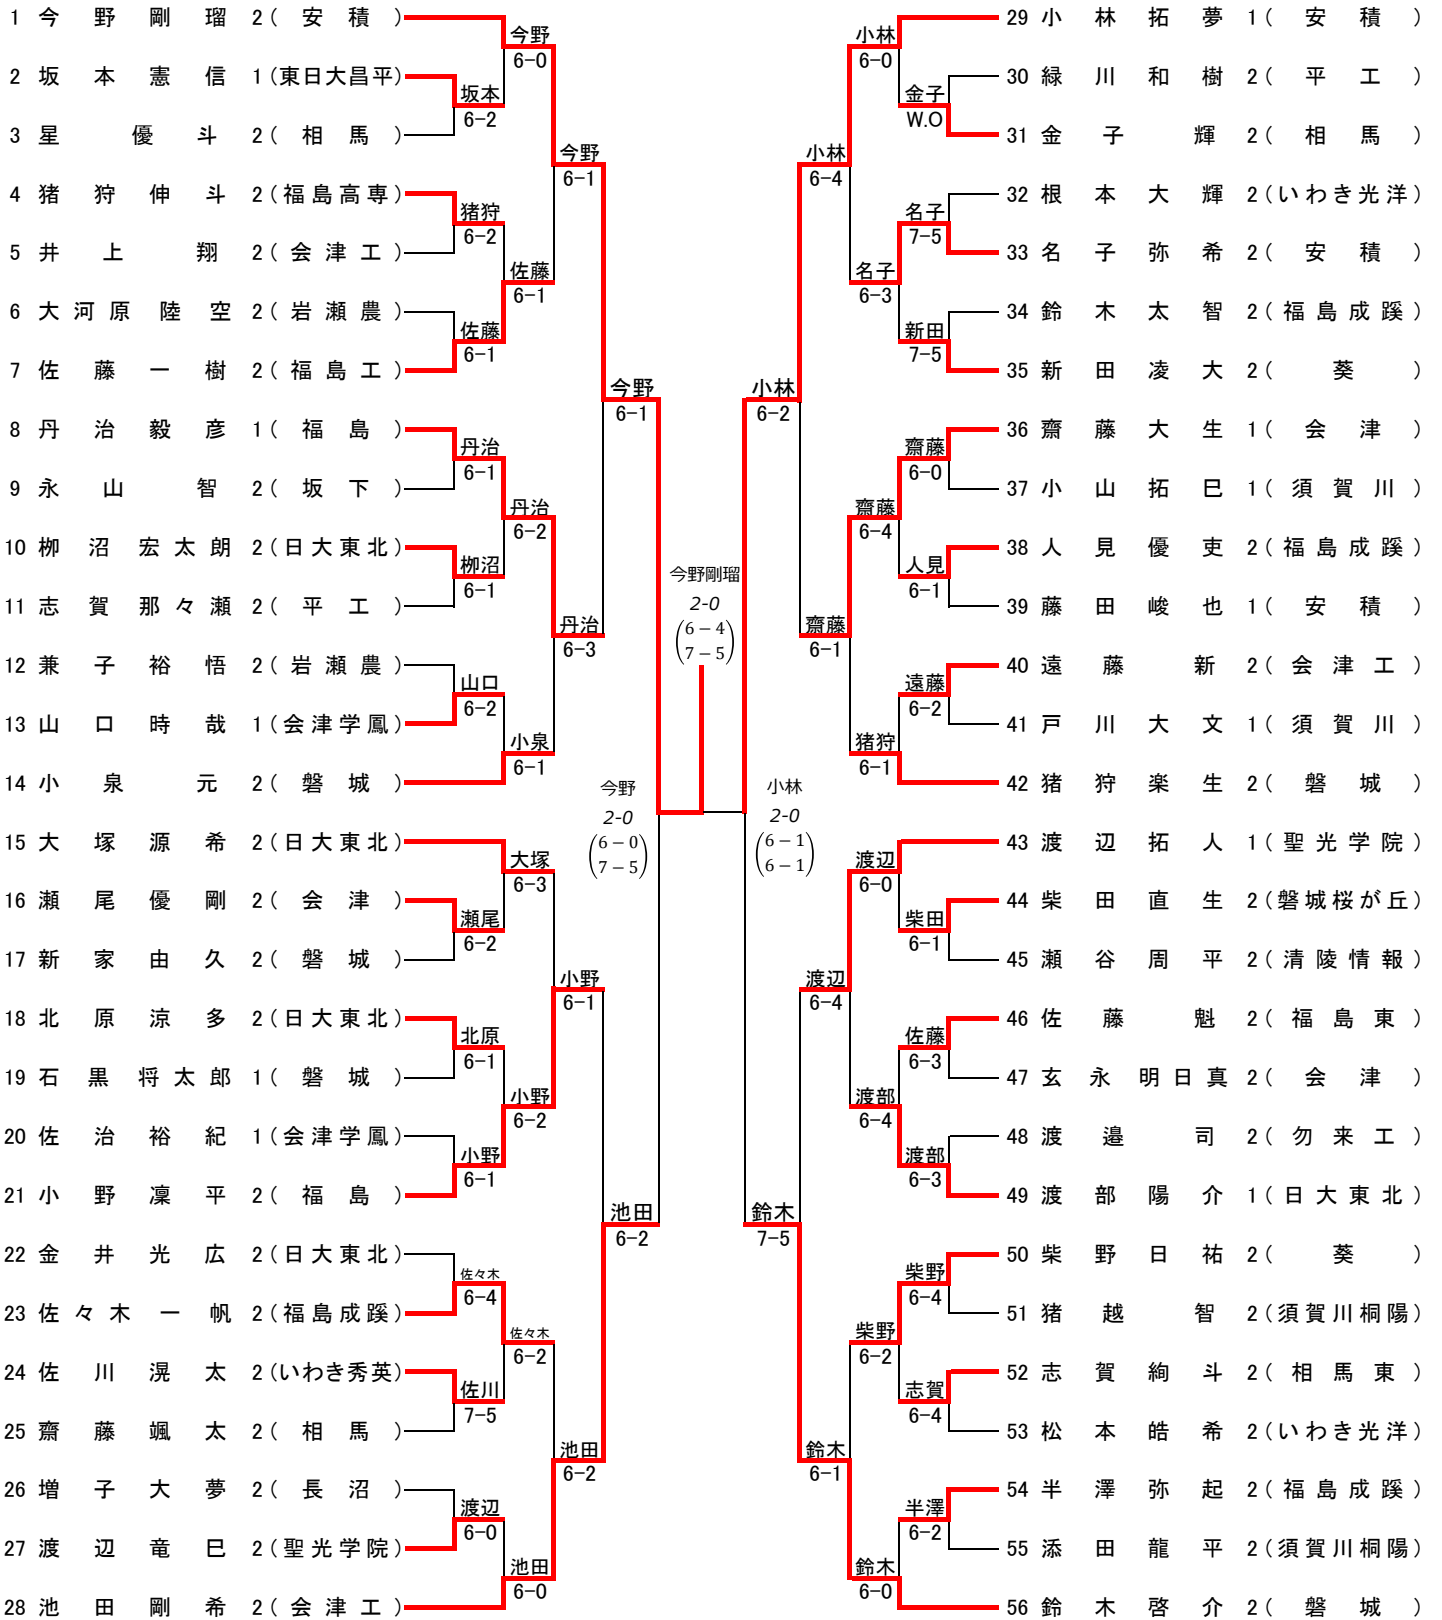 1 今野剛瑠 2(安積)
2 坂本憲信 1(東日大昌平)
3 星優斗 2(相馬)
4 猪狩伸斗 2(福島高専)
5 井上翔 2(会津工)
6 大河原陸空 2(岩瀬農)
7 佐藤一樹 2(福島工)
8 丹治毅彦 1(福島)
9 永山智 2(坂下)
10 栁沼宏太朗 2(日大東北)
11 志賀那々瀬 2(平工)
12 兼子裕悟 2(岩瀬農)
13 山口時哉 1(会津学鳳)
14 小泉元 2(磐城)
15 大塚源希 2(日大東北)
16 瀬尾優剛 2(会津)
17 新家由久 2(磐城)
18 北原涼多 2(日大東北)
19 石黒将太郎 1(磐城)
20 佐治裕紀 1(会津学鳳)
21 小野凜平 2(福島)
22 金井光広 2(日大東北)
23 佐々木一帆 2(福島成蹊)
24 佐川滉太 2(いわき秀英)
25 齋藤颯太 2(相馬)
26 増子大夢 2(長沼)
27 渡辺竜巳 2(聖光学院)
28 池田剛希 2(会津工)
坂本
6-2
猪狩
6-2
佐藤
6-1
丹治
6-1
栁沼
6-1
山口
6-2
瀬尾
6-2
北原
6-1
小野
6-1
佐々木
6-4
佐川
7-5
渡辺
6-0
今野
6-0
佐藤
6-1
丹治
6-2
小泉
6-1
大塚
6-3
小野
6-2
佐々木
6-2
池田
6-0
今野
6-1
丹治
6-3
小野
6-1
池田
6-2
今野
6-1
池田
6-2
今野
2-0
(6-0
7-5)
今野剛瑠
2-0
(6-4
7-5)
小林
2-0
(6-1
6-1)
小林
6-2
鈴木
7-5
小林
6-4
齋藤
6-1
渡辺
6-4
鈴木
6-1
小林
6-0
名子
6-3
齋藤
6-4
猪狩
6-1
渡辺
6-0
渡部
6-4
柴野
6-2
鈴木
6-0
金子
W.O
名子
7-5
新田
7-5
齋藤
6-0
人見
6-1
遠藤
6-2
柴田
6-1
佐藤
6-3
渡部
6-3
柴野
6-4
志賀
6-4
半澤
6-2
29 小林拓夢 1(安積)
30 緑川和樹 2(平工)
31 金子輝 2(相馬)
32 根本大輝 2(いわき光洋)
33 名子弥希 2(安積)
34 鈴木太智 2(福島成蹊)
35 新田凌大 2(葵)
36 齋藤大生 1(会津)
37 小山拓巳 1(須賀川)
38 人見優吏 2(福島成蹊)
39 藤田峻也 1(安積)
40 遠藤新 2(会津工)
41 戸川大文 1(須賀川)
42 猪狩楽生 2(磐城)
43 渡辺拓人 1(聖光学院)
44 柴田直生 2(磐城桜が丘)
45 瀬谷周平 2(清陵情報)
46 佐藤魁 2(福島東)
47 玄永明日真 2(会津)
48 渡邉司 2(勿来工)
49 渡部陽介 1(日大東北)
50 柴野日祐 2(葵)
51 猪越智 2(須賀川桐陽)
52 志賀絢斗 2(相馬東)
53 松本皓希 2(いわき光洋)
54 半澤弥起 2(福島成蹊)
55 添田龍平 2(須賀川桐陽)
56 鈴木啓介 2(磐城)